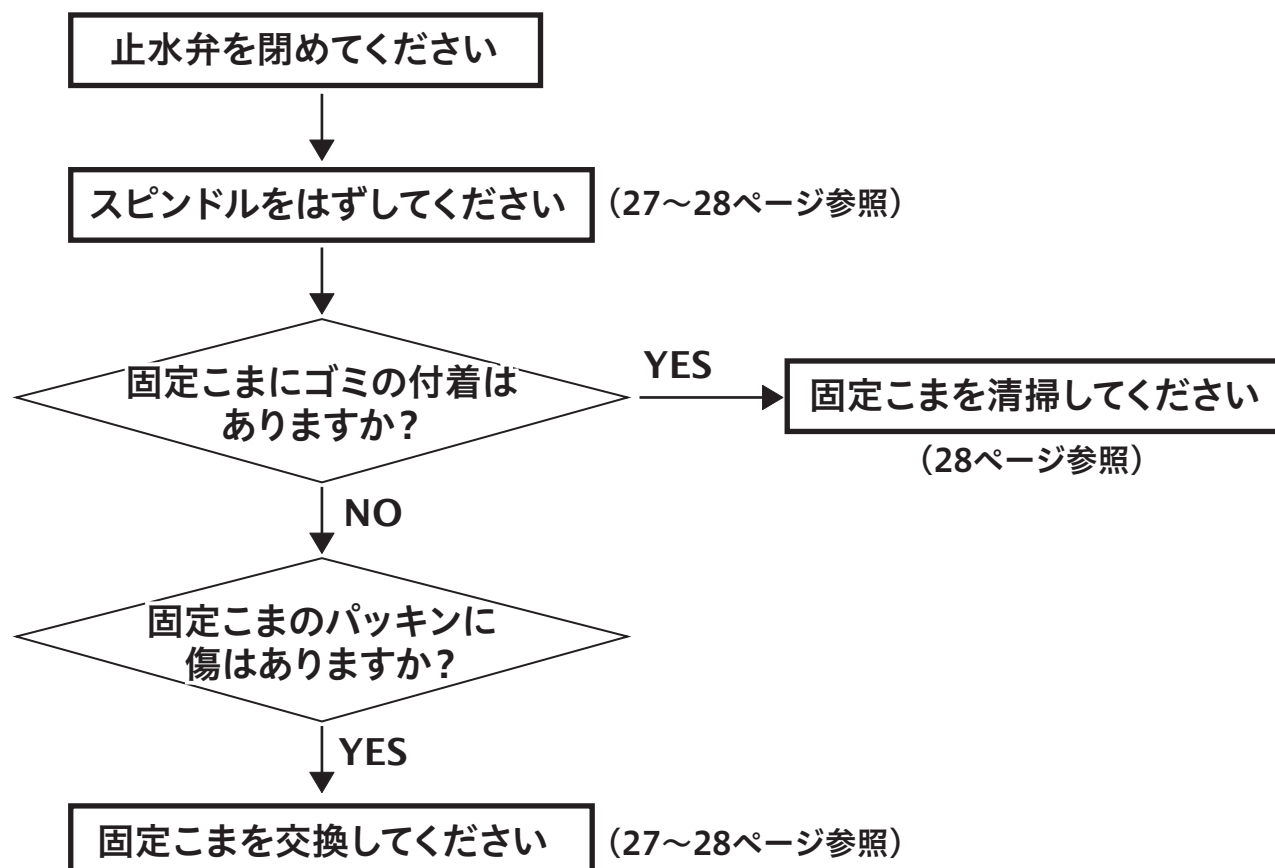 止水弁を閉めてください
スピンドルをはずしてください
（27～28ページ参照）
固定こまにゴミの付着は
ありますか？
YES
固定こまを清掃してください
（28ページ参照）
NO
固定こまのパッキンに
傷はありますか？
YES
固定こまを交換してください
（27～28ページ参照）